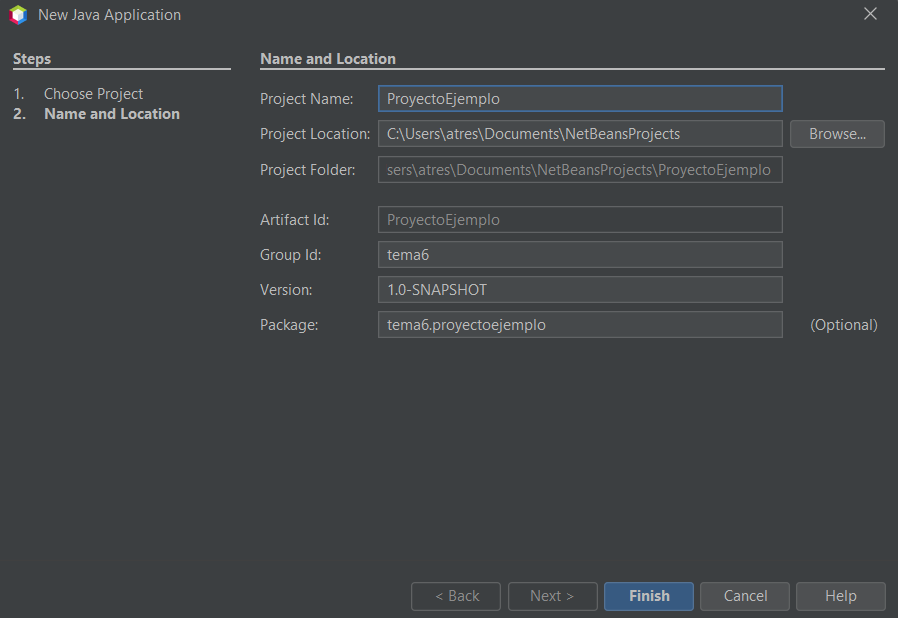 New Java Application
Steps
1. Choose Project
2. Name and Location
Name and Location
Project Name: ProyectoEjemplo
Project Location: C:\Users\atres\Documents\NetBeansProjects Browse...
Project Folder: sers\atres\Documents\NetBeansProjects\ProyectoEjemplo
Artifact Id: ProyectoEjemplo
Group Id: tema6
Version: 1.0-SNAPSHOT
Package: tema6.proyectoejemplo (Optional)
< Back Next > Finish Cancel Help